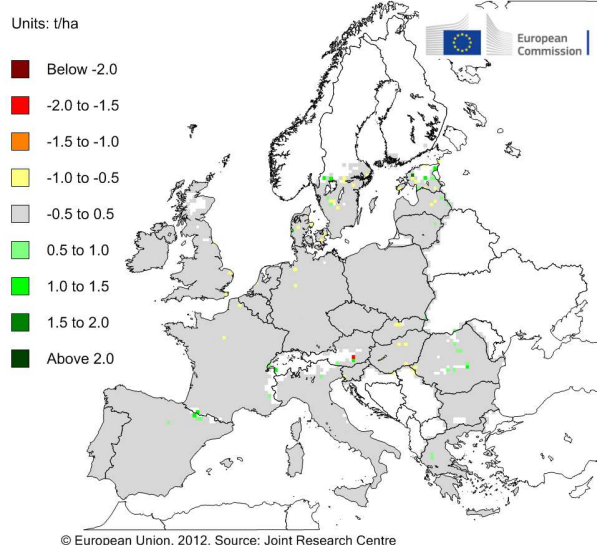 Units: t/ha
European
Commission
Below -2.0
-2.0 to -1.5
-1.5 to -1.0
-1.0 to -0.5
-0.5 to 0.5
0.5 to 1.0
1.0 to 1.5
1.5 to 2.0
Above 2.0
© European Union, 2012. Source: Joint Research Centre